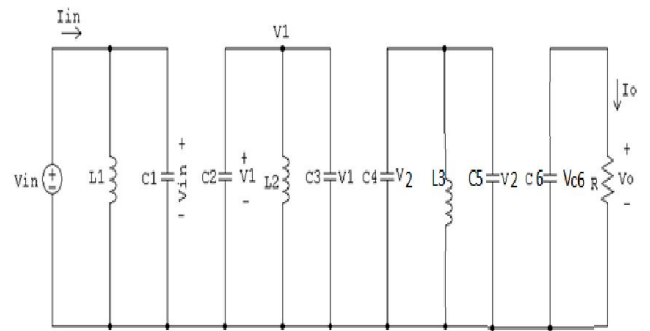 Iin
V1
Io
Vin
L1
C1
+
Vin
-
C2
+
V1
-
L2
C3
V1
C4
V2
L3
C5
V2
C6
Vc6
R
+
Vo
-